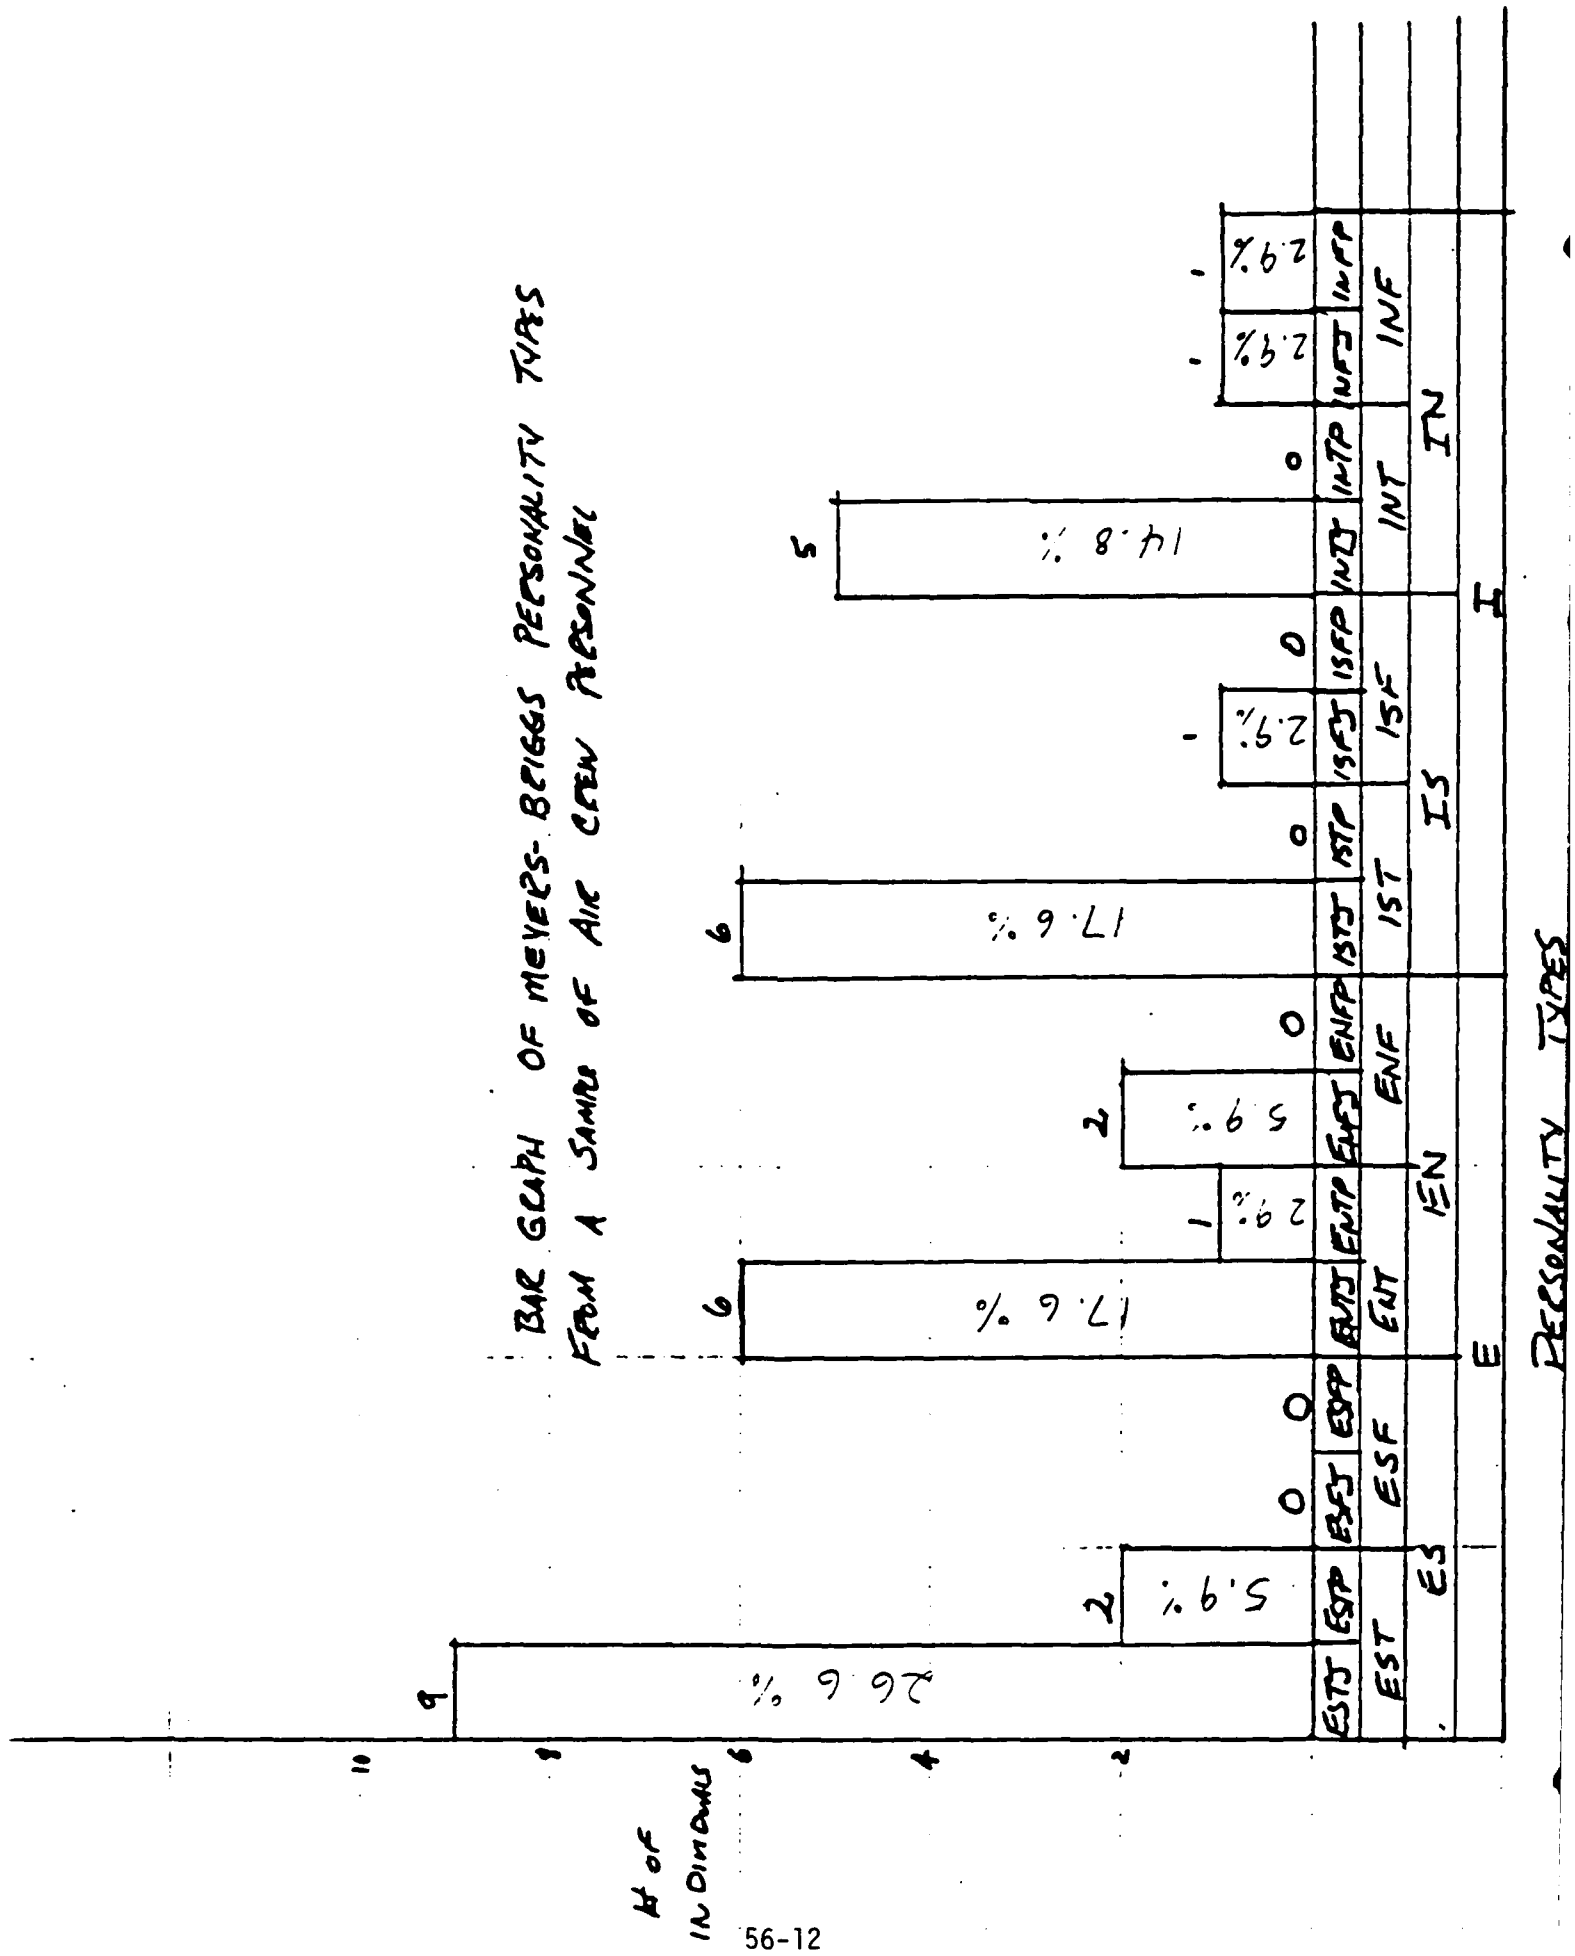 BAR GRAPH OF MEYERS-BRIGGS PERSONALITY TYPES
FROM A SAMPLE OF AIR CREW PERSONNEL
# OF
INDIVIDUALS
10
8
6
4
2
9 2 0 0 6 1 2 0 6 0 1 0 5 0 1 1
26.6% 5.9% 17.6% 2.9% 5.9% 17.6% 2.9% 14.8% 2.9% 2.9%
ESTJ ESTP ESFJ ESFP ENTJ ENTP ENFJ ENFP ISTJ ISTP ISFJ ISFP INTJ INTP INFJ INFP
EST ESF ENT ENF IST ISF INT INF
ES EN IS IN
E I
PERSONALITY TYPES
56-12